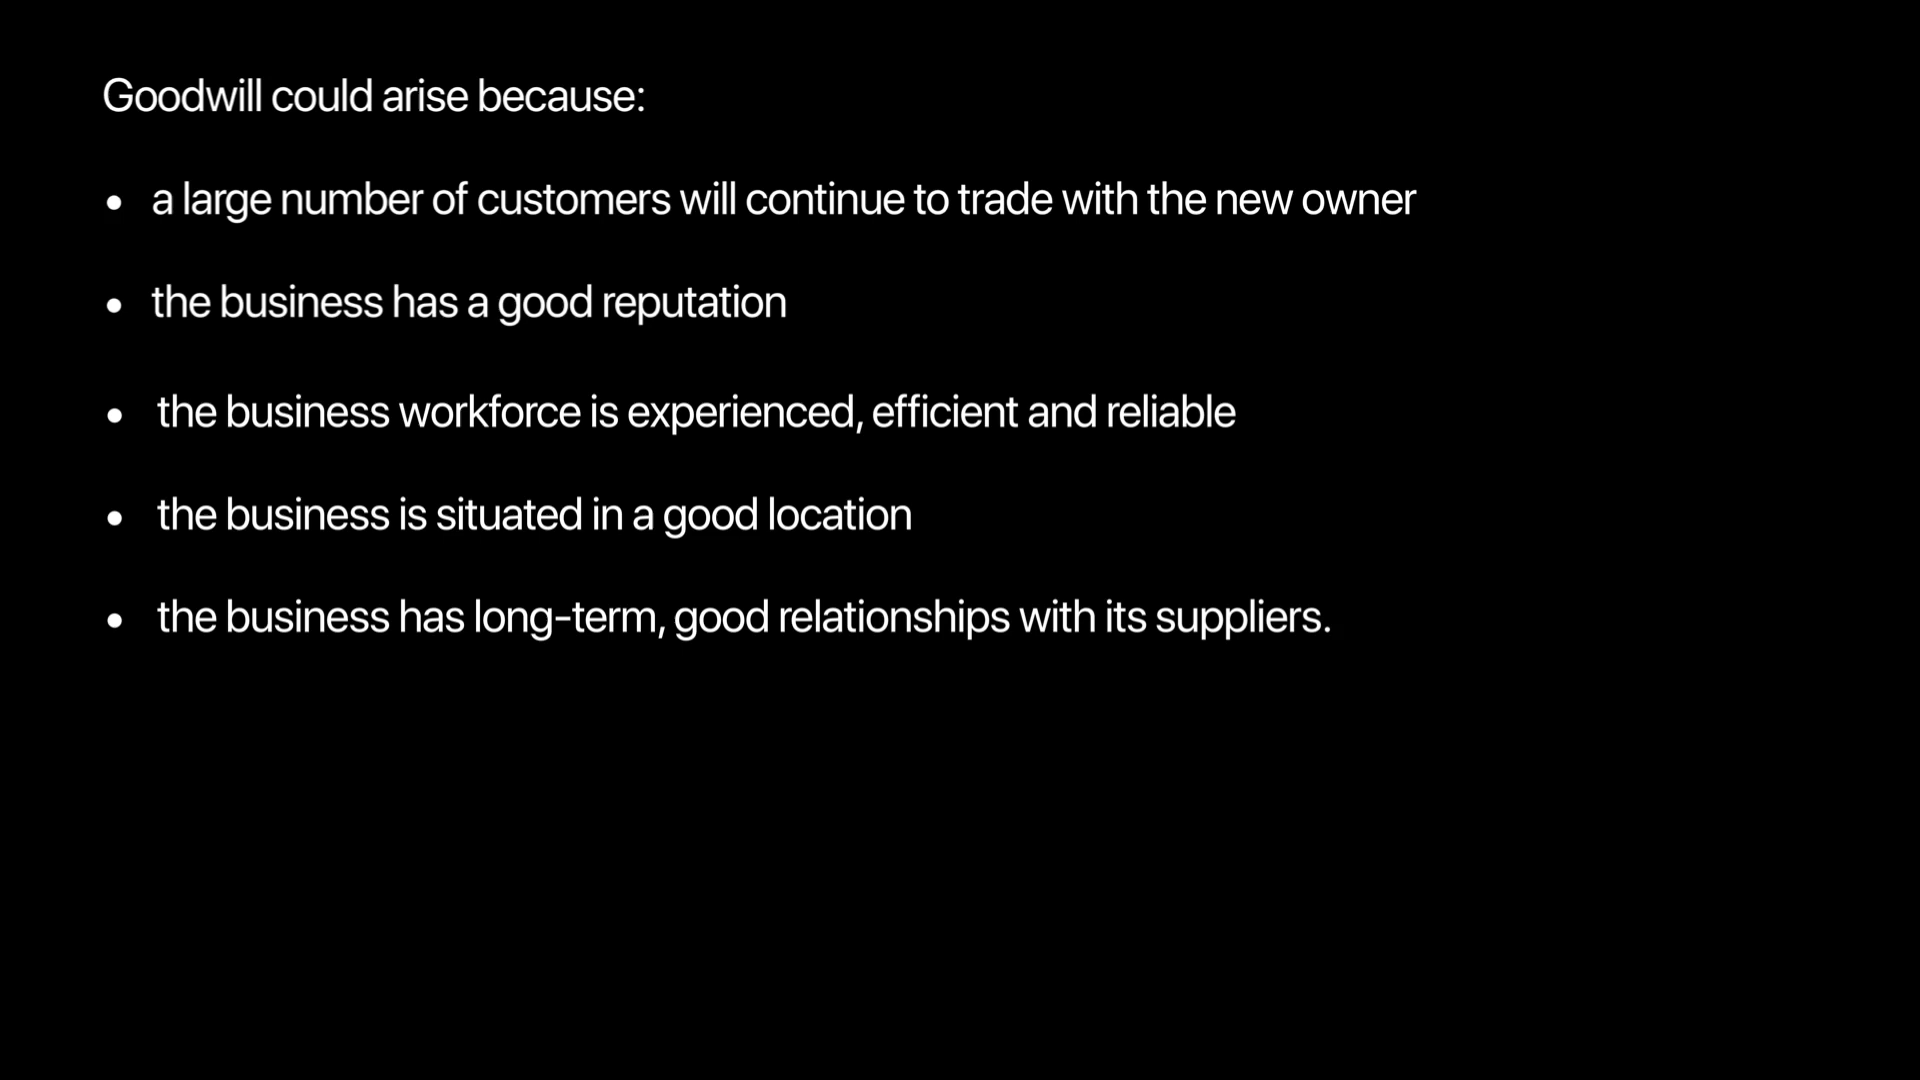 Goodwill could arise because:
• a large number of customers will continue to trade with the new owner
• the business has a good reputation
• the business workforce is experienced, efficient and reliable
• the business is situated in a good location
• the business has long-term, good relationships with its suppliers.